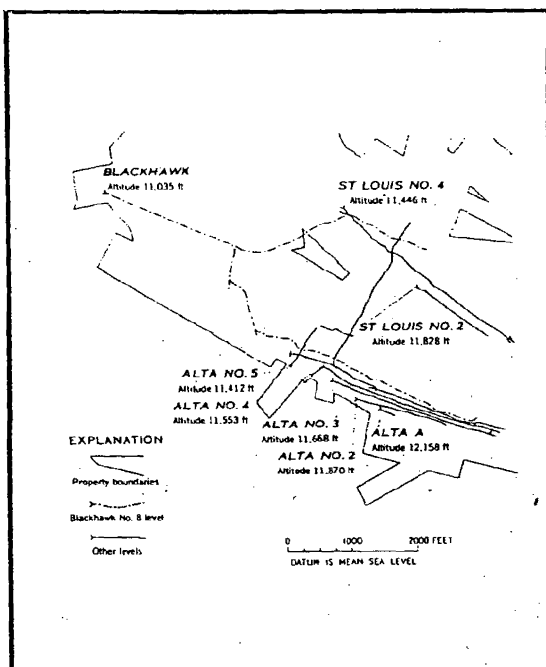 BLACKHAWK
Altitude 11,035 ft
ST LOUIS NO. 4
Altitude 11,446 ft
ST LOUIS NO. 2
Altitude 11,828 ft
ALTA NO. 5
Altitude 11,412 ft
ALTA NO. 4
Altitude 11,553 ft
ALTA NO. 3
Altitude 11,668 ft
ALTA NO. 2
Altitude 11,870 ft
ALTA A
Altitude 12,158 ft
EXPLANATION
Property boundaries
Blackhawk No. 8 level
Other levels
0 1000 2000 FEET
DATUM IS MEAN SEA LEVEL